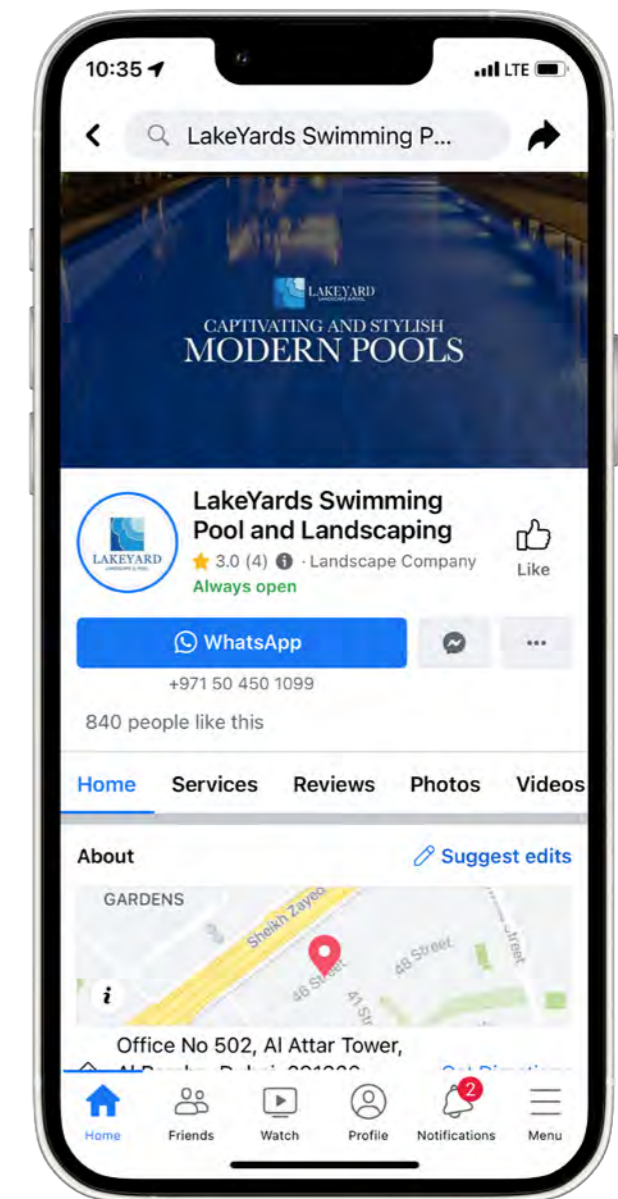 10:35
LTE
LakeYards Swimming P...
LAKEYARD
CAPTIVATING AND STYLISH
MODERN POOLS
LakeYards Swimming
Pool and Landscaping
LAKEYARD
3.0 (4) · Landscape Company
Like
Always open
WhatsApp
+971 50 450 1099
840 people like this
Home Services Reviews Photos Videos
About
Suggest edits
GARDENS
Sheikh Zayed
46 Street
48 Street
41 St
Street
Office No 502, Al Attar Tower,
2
Home Friends Watch Profile Notifications Menu